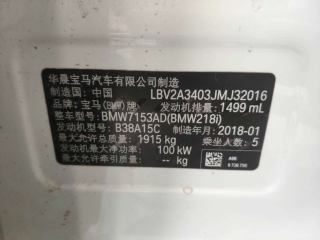 华晨宝马汽车有限公司制造
制造国: 中国 LBV2A3403JMJ32016
品牌: 宝马(BMW) 发动机排量: 1499 mL
整车型号: BMW7153AD(BMW218i)
发动机型号: B38A15C 制造年月: 2018-01
最大允许总质量: 1915 kg 乘坐人数: 5
发动机最大净功率: 100 kW
最大允许牵引质量: -- kg